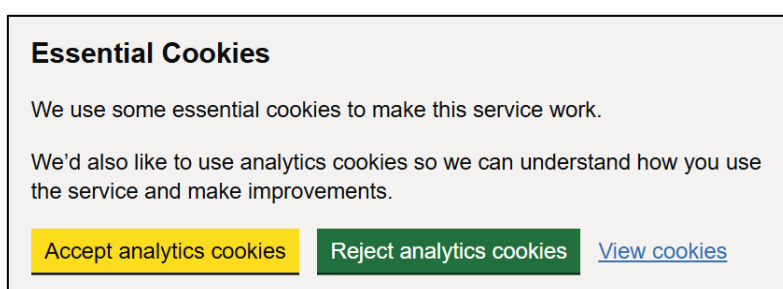 Essential Cookies
We use some essential cookies to make this service work.
We’d also like to use analytics cookies so we can understand how you use
the service and make improvements.
Accept analytics cookies Reject analytics cookies View cookies